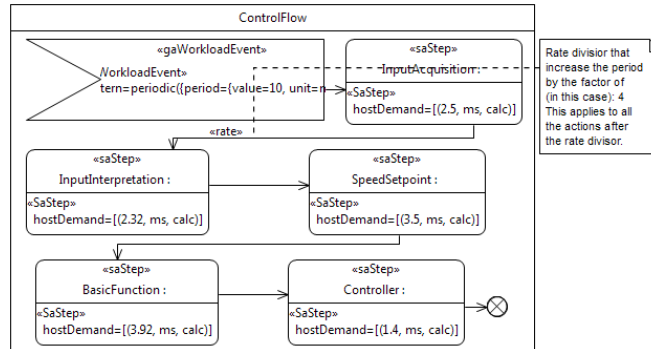 ControlFlow
«gaWorkloadEvent»
WorkloadEvent»
tern=periodic({period={value=10, unit=n
«saStep»
InputAcquisition :
«SaStep»
hostDemand=[(2.5, ms, calc)]
Rate divisior that
increase the period
by the factor of
(in this case): 4
This applies to all
the actions after
the rate divisor.
«rate»
«saStep»
InputInterpretation :
«SaStep»
hostDemand=[(2.32, ms, calc)]
«saStep»
SpeedSetpoint :
«SaStep»
hostDemand=[(3.5, ms, calc)]
«saStep»
BasicFunction :
«SaStep»
hostDemand=[(3.92, ms, calc)]
«saStep»
Controller :
«SaStep»
hostDemand=[(1.4, ms, calc)]